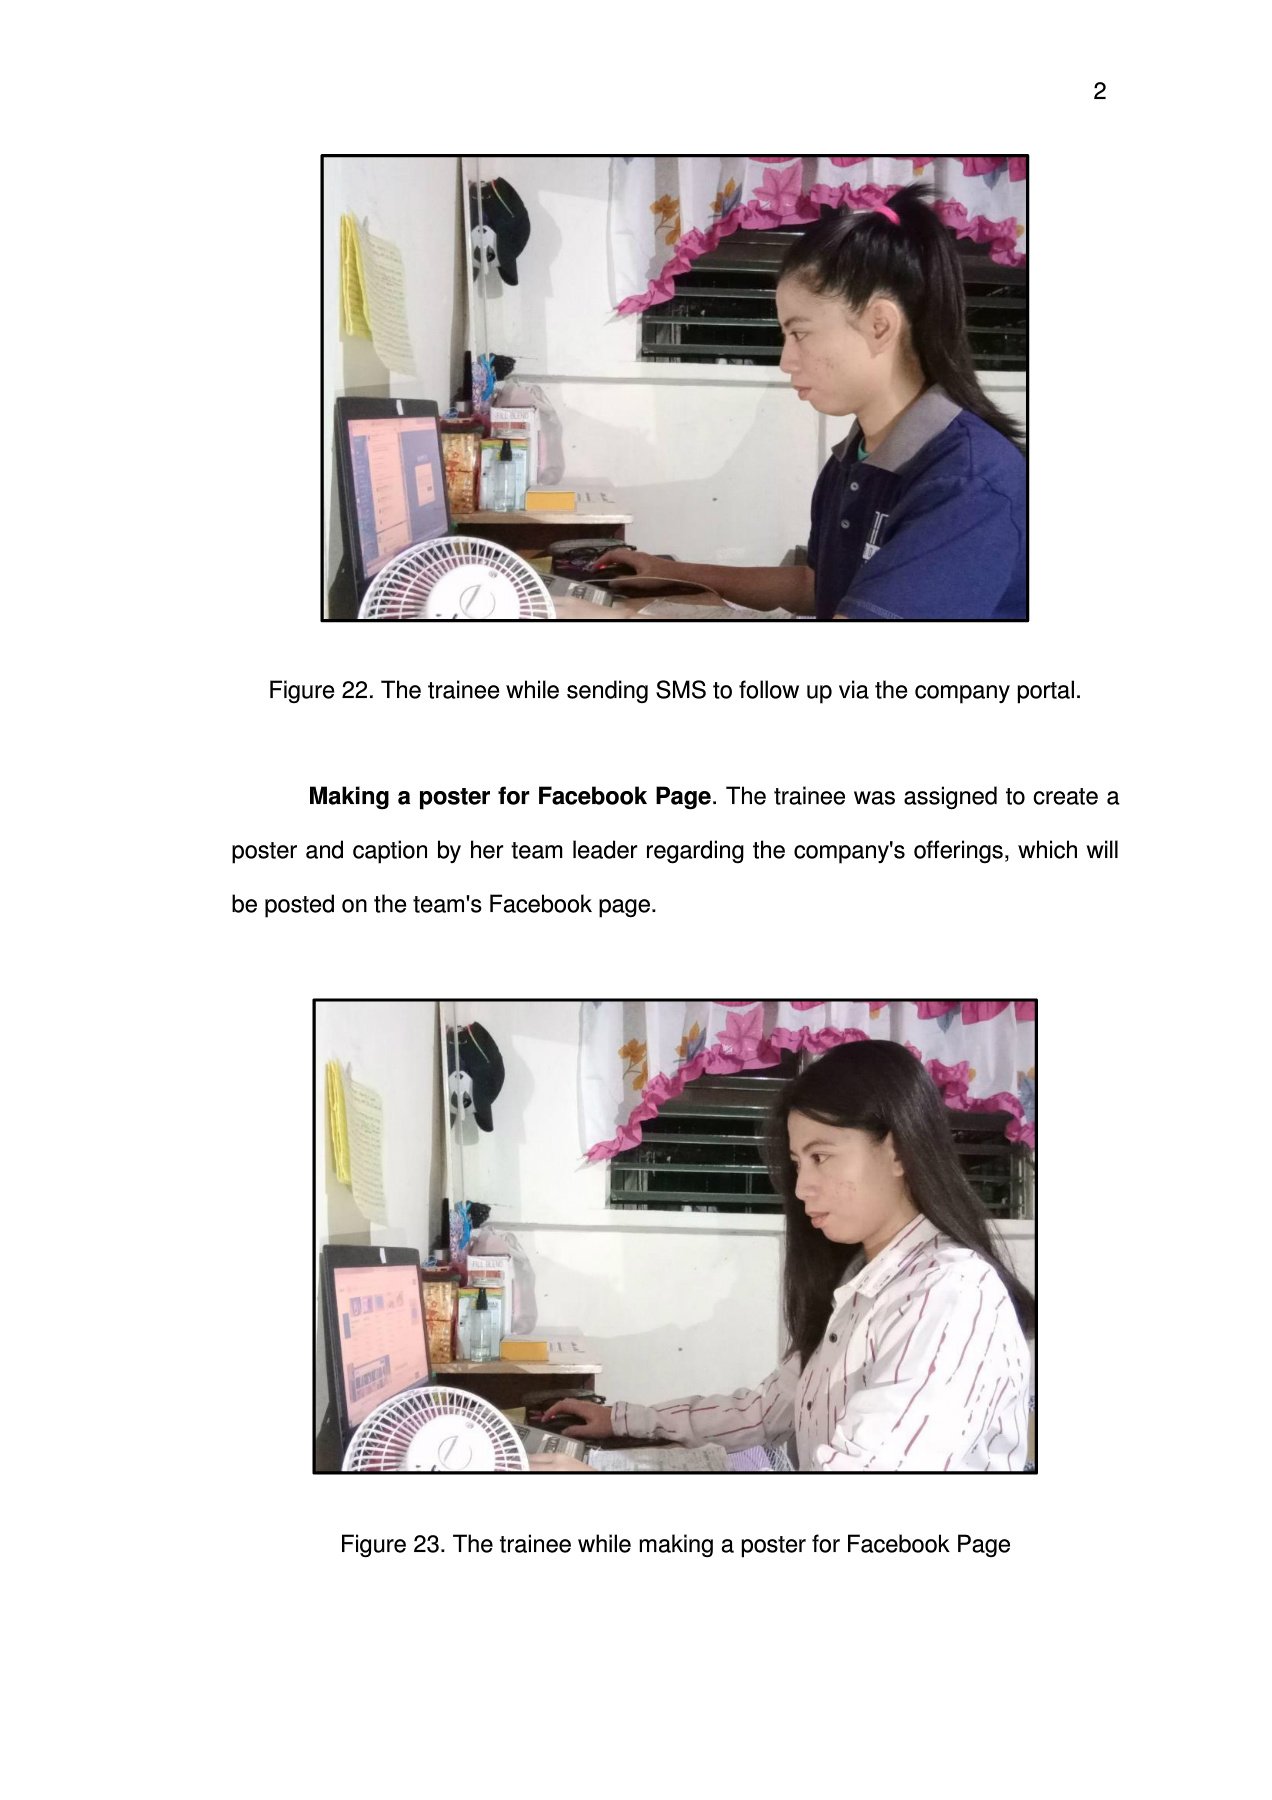 2
Figure 22. The trainee while sending SMS to follow up via the company portal.
Making a poster for Facebook Page. The trainee was assigned to create a
poster and caption by her team leader regarding the company's offerings, which will
be posted on the team's Facebook page.
Figure 23. The trainee while making a poster for Facebook Page